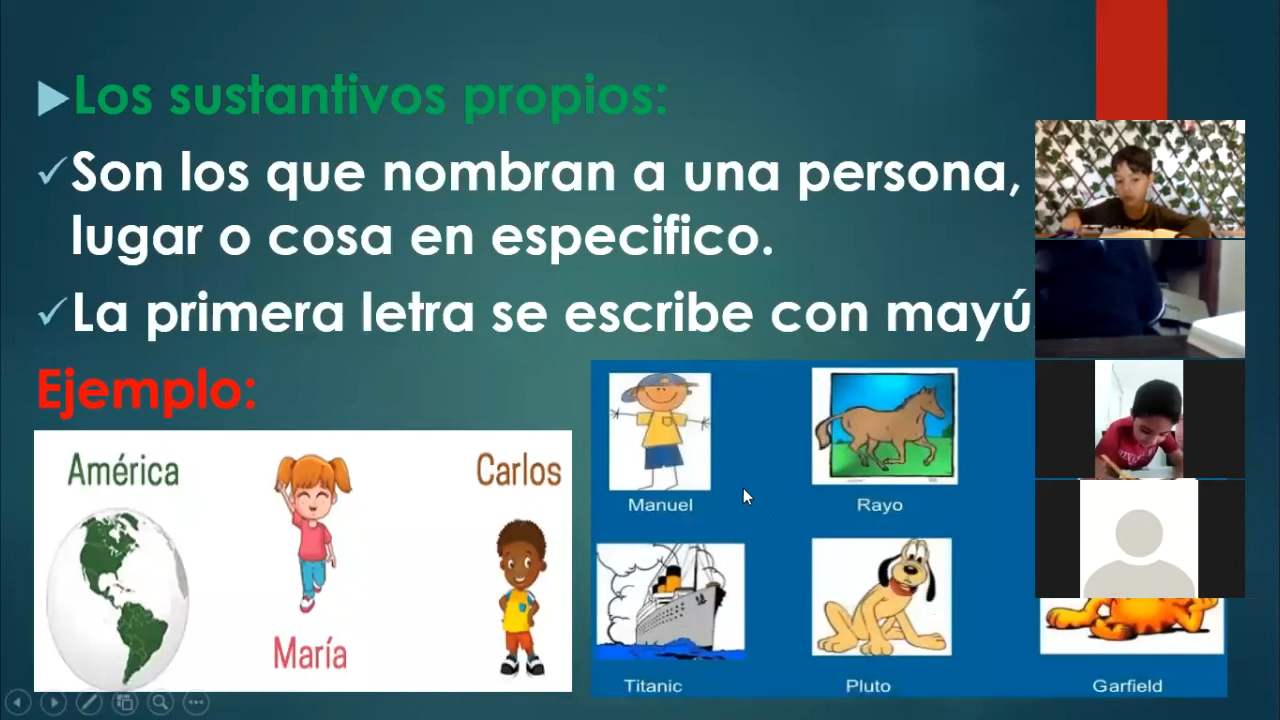 Los sustantivos propios:
Son los que nombran a una persona,
lugar o cosa en especifico.
La primera letra se escribe con mayú
Ejemplo:
América
Carlos
María
Manuel
Rayo
Titanic
Pluto
Garfield